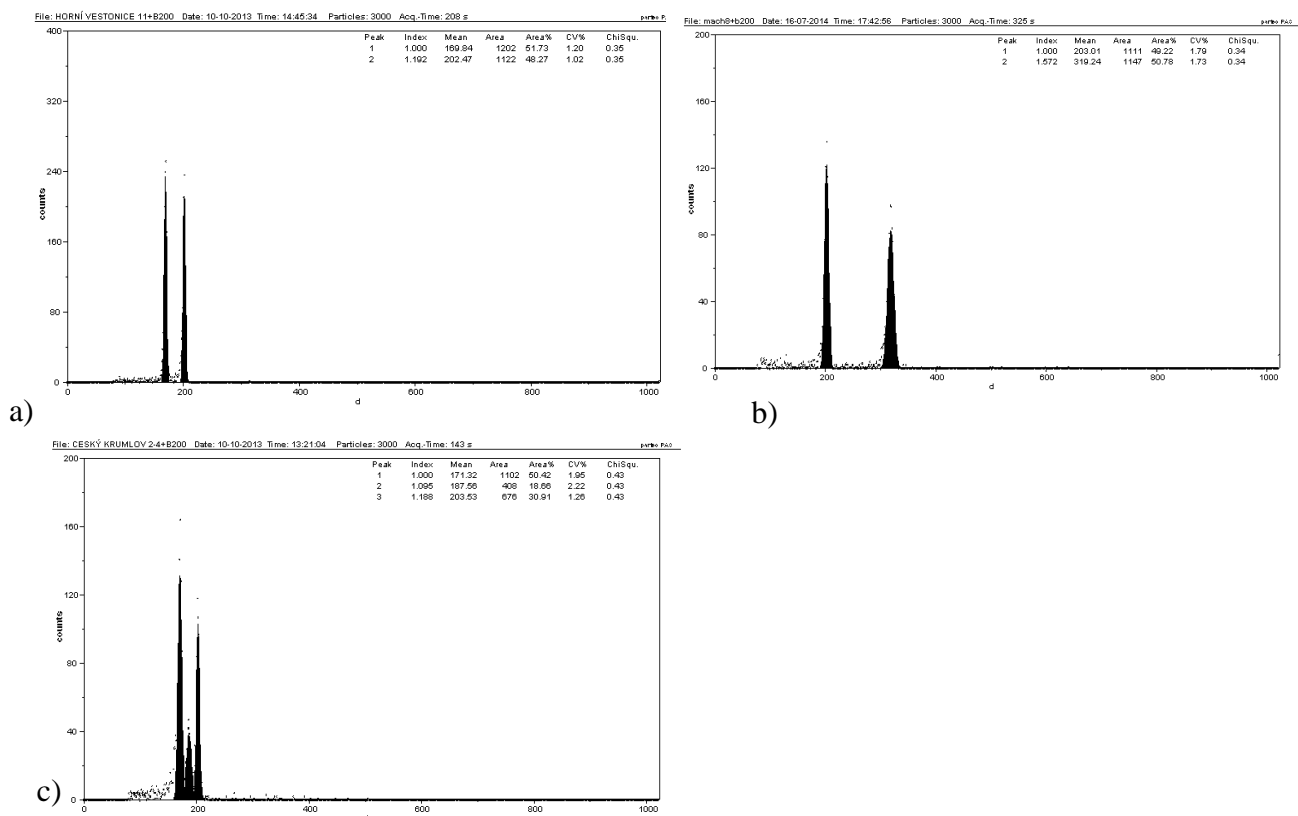 File: HORNÍ VESTONICE 11+B200 Date: 10-10-2013 Time: 14:45:34 Particles: 3000 Acq.-Time: 208 s
partec PA
Peak Index Mean Area Area% CV% ChiSqu.
1 1.000 169.84 1202 51.73 1.20 0.35
2 1.192 202.47 1122 48.27 1.02 0.35
400
320
240
160
80
0
counts
0 200 400 600 800 1000
d
a)
File: mach8+b200 Date: 16-07-2014 Time: 17:42:56 Particles: 3000 Acq.-Time: 325 s
partec PAS
Peak Index Mean Area Area% CV% ChiSqu.
1 1.000 203.01 1111 49.22 1.79 0.34
2 1.572 319.24 1147 50.78 1.73 0.34
200
160
120
80
40
0
counts
0 200 400 600 800 1000
d
b)
File: CESKÝ KRUMLOV 2-4+B200 Date: 10-10-2013 Time: 13:21:04 Particles: 3000 Acq.-Time: 143 s
partec PAS
Peak Index Mean Area Area% CV% ChiSqu.
1 1.000 171.32 1102 50.42 1.95 0.43
2 1.095 187.56 408 18.66 2.22 0.43
3 1.188 203.53 676 30.91 1.26 0.43
200
160
120
80
40
0
counts
0 200 400 600 800 1000
c)